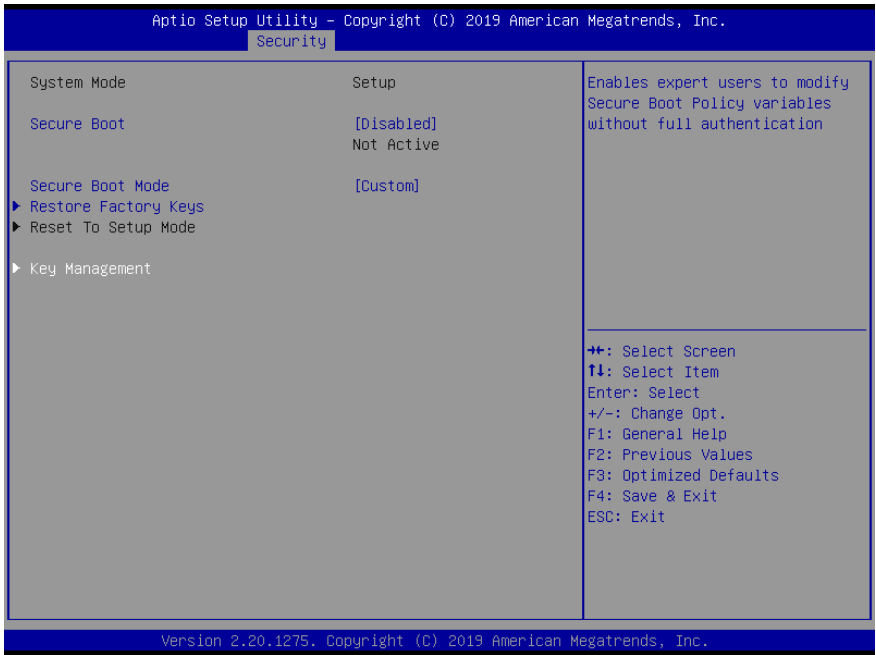 Aptio Setup Utility – Copyright (C) 2019 American Megatrends, Inc.
Security
System Mode Setup
Secure Boot [Disabled]
Not Active
Secure Boot Mode [Custom]
Restore Factory Keys
Reset To Setup Mode
Key Management
Enables expert users to modify
Secure Boot Policy variables
without full authentication
→←: Select Screen
↑↓: Select Item
Enter: Select
+/-: Change Opt.
F1: General Help
F2: Previous Values
F3: Optimized Defaults
F4: Save & Exit
ESC: Exit
Version 2.20.1275. Copyright (C) 2019 American Megatrends, Inc.